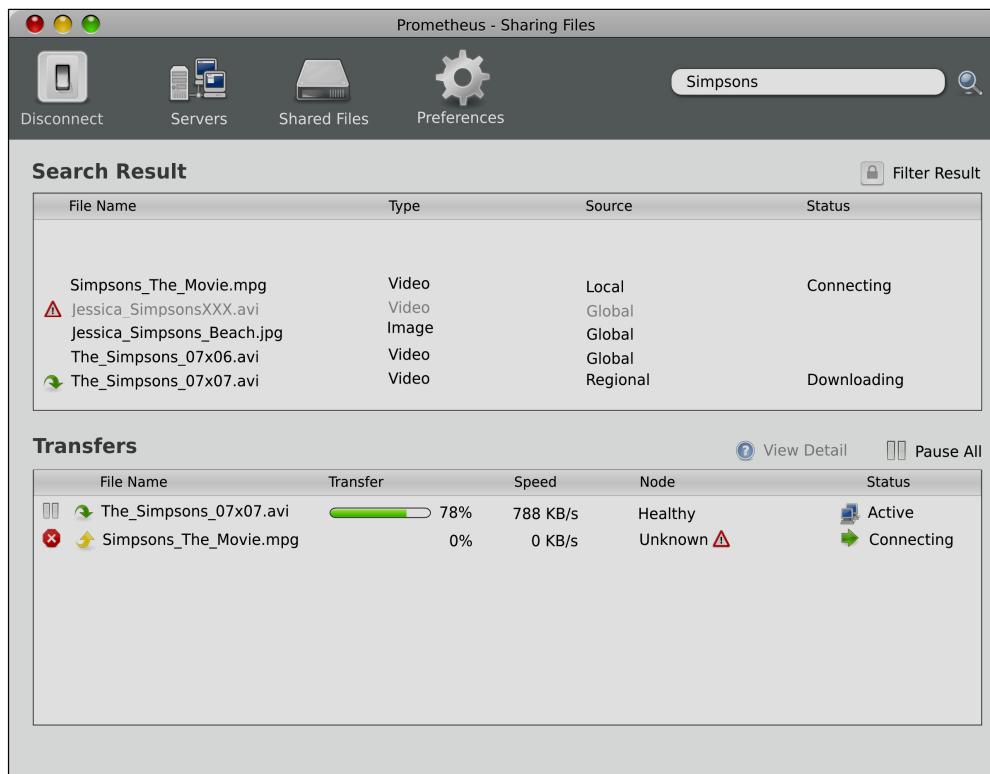 Prometheus - Sharing Files
Disconnect Servers Shared Files Preferences Simpsons
Search Result Filter Result
File Name Type Source Status
Simpsons_The_Movie.mpg Video Local Connecting
Jessica_SimpsonsXXX.avi Video Global
Jessica_Simpsons_Beach.jpg Image Global
The_Simpsons_07x06.avi Video Global
The_Simpsons_07x07.avi Video Regional Downloading
Transfers View Detail Pause All
File Name Transfer Speed Node Status
The_Simpsons_07x07.avi 78% 788 KB/s Healthy Active
Simpsons_The_Movie.mpg 0% 0 KB/s Unknown Connecting